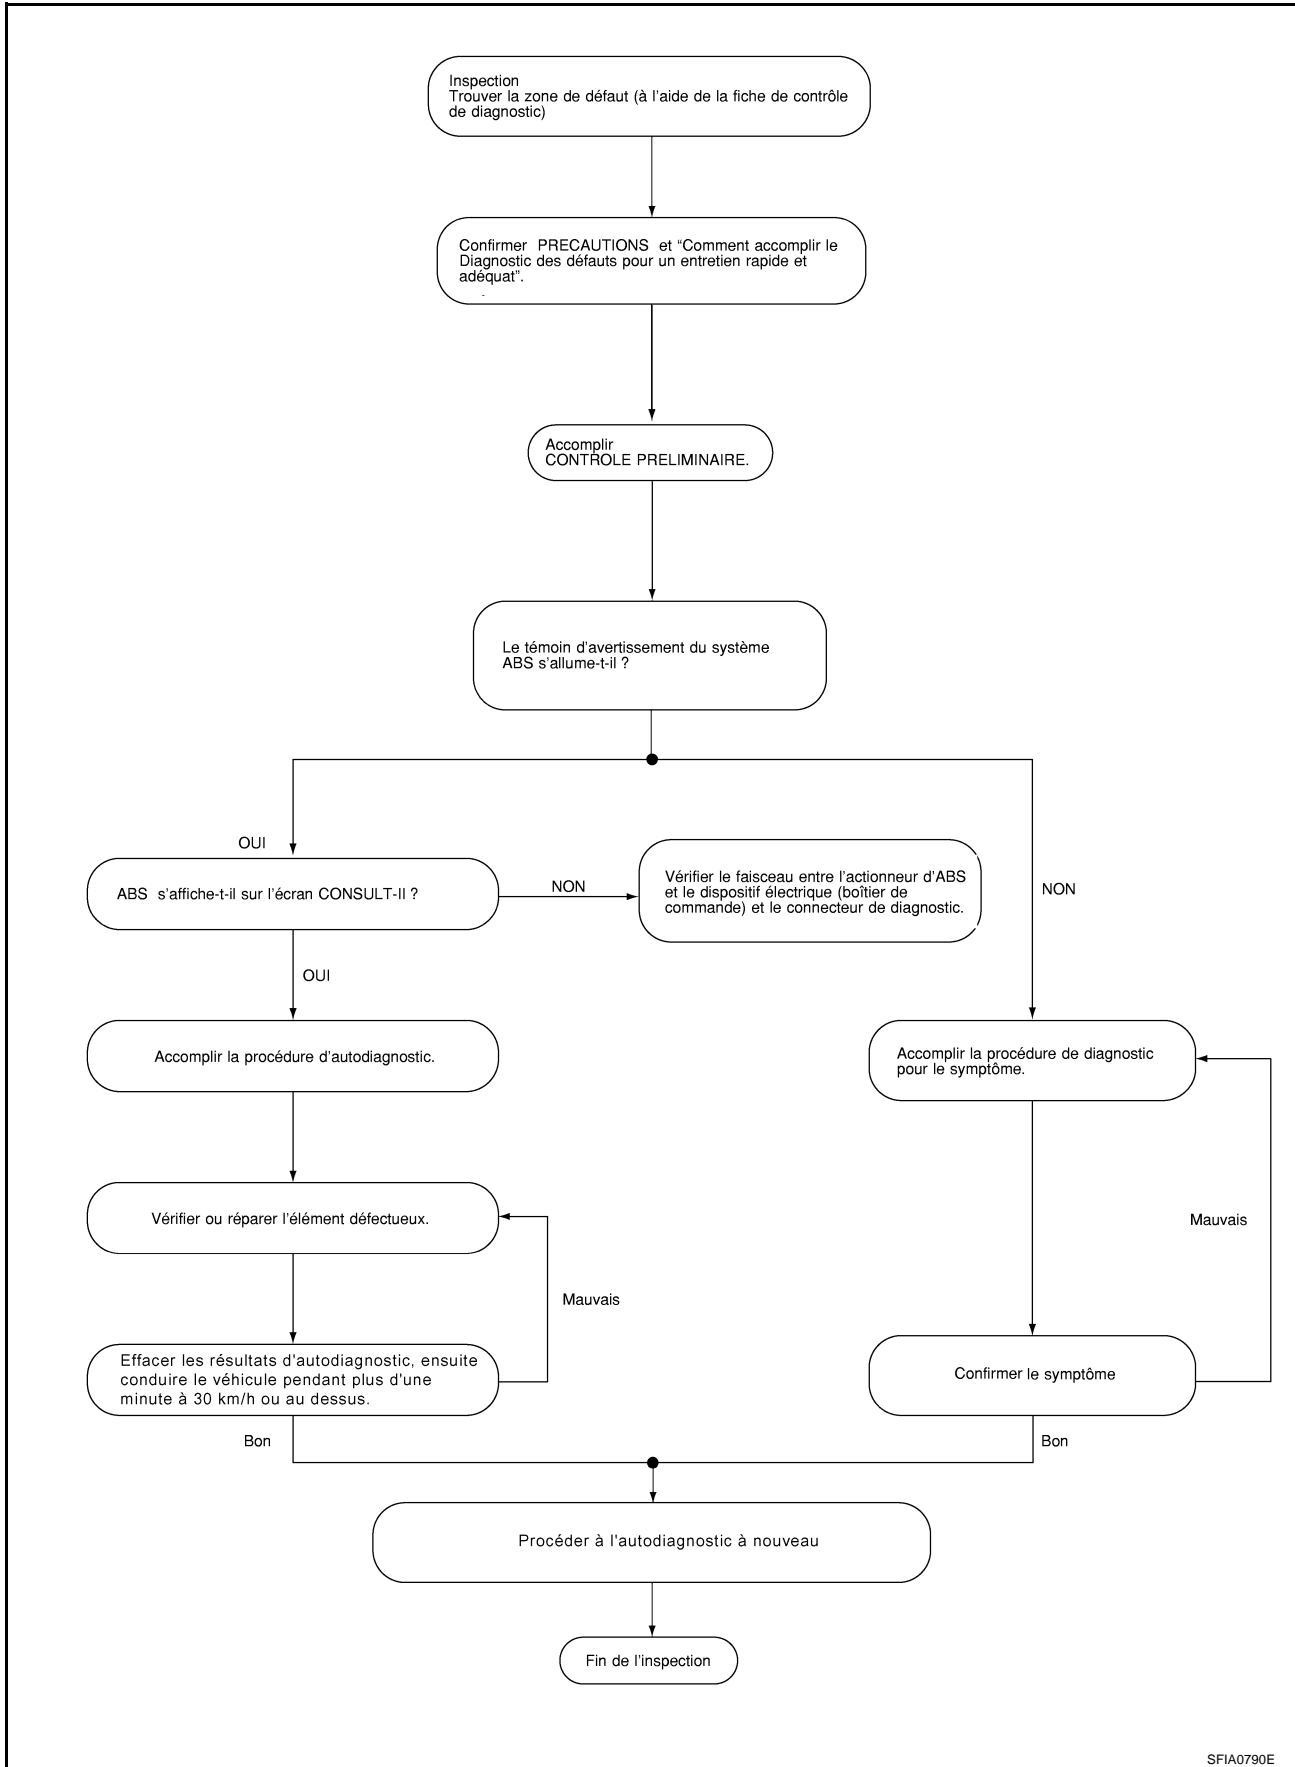 Inspection
Trouver la zone de défaut (à l'aide de la fiche de contrôle
de diagnostic)
Confirmer PRECAUTIONS et “Comment accomplir le
Diagnostic des défauts pour un entretien rapide et
adéquat”.
Accomplir
CONTROLE PRELIMINAIRE.
Le témoin d'avertissement du système
ABS s'allume-t-il ?
OUI
ABS s'affiche-t-il sur l'écran CONSULT-II ?
NON
Vérifier le faisceau entre l'actionneur d'ABS
et le dispositif électrique (boîtier de
commande) et le connecteur de diagnostic.
NON
OUI
Accomplir la procédure d'autodiagnostic.
Accomplir la procédure de diagnostic
pour le symptôme.
Vérifier ou réparer l'élément défectueux.
Mauvais
Mauvais
Effacer les résultats d'autodiagnostic, ensuite
conduire le véhicule pendant plus d'une
minute à 30 km/h ou au dessus.
Confirmer le symptôme
Bon
Bon
Procéder à l'autodiagnostic à nouveau
Fin de l'inspection
SFIA0790E